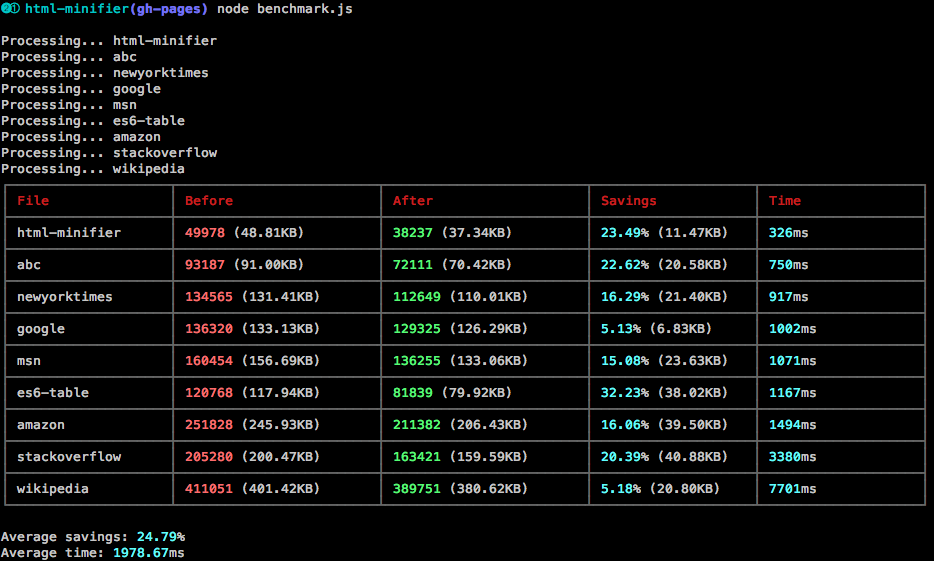 ➋➀ html-minifier(gh-pages) node benchmark.js
Processing... html-minifier
Processing... abc
Processing... newyorktimes
Processing... google
Processing... msn
Processing... es6-table
Processing... amazon
Processing... stackoverflow
Processing... wikipedia
File Before After Savings Time
html-minifier 49978 (48.81KB) 38237 (37.34KB) 23.49% (11.47KB) 326ms
abc 93187 (91.00KB) 72111 (70.42KB) 22.62% (20.58KB) 750ms
newyorktimes 134565 (131.41KB) 112649 (110.01KB) 16.29% (21.40KB) 917ms
google 136320 (133.13KB) 129325 (126.29KB) 5.13% (6.83KB) 1002ms
msn 160454 (156.69KB) 136255 (133.06KB) 15.08% (23.63KB) 1071ms
es6-table 120768 (117.94KB) 81839 (79.92KB) 32.23% (38.02KB) 1167ms
amazon 251828 (245.93KB) 211382 (206.43KB) 16.06% (39.50KB) 1494ms
stackoverflow 205280 (200.47KB) 163421 (159.59KB) 20.39% (40.88KB) 3380ms
wikipedia 411051 (401.42KB) 389751 (380.62KB) 5.18% (20.80KB) 7701ms
Average savings: 24.79%
Average time: 1978.67ms